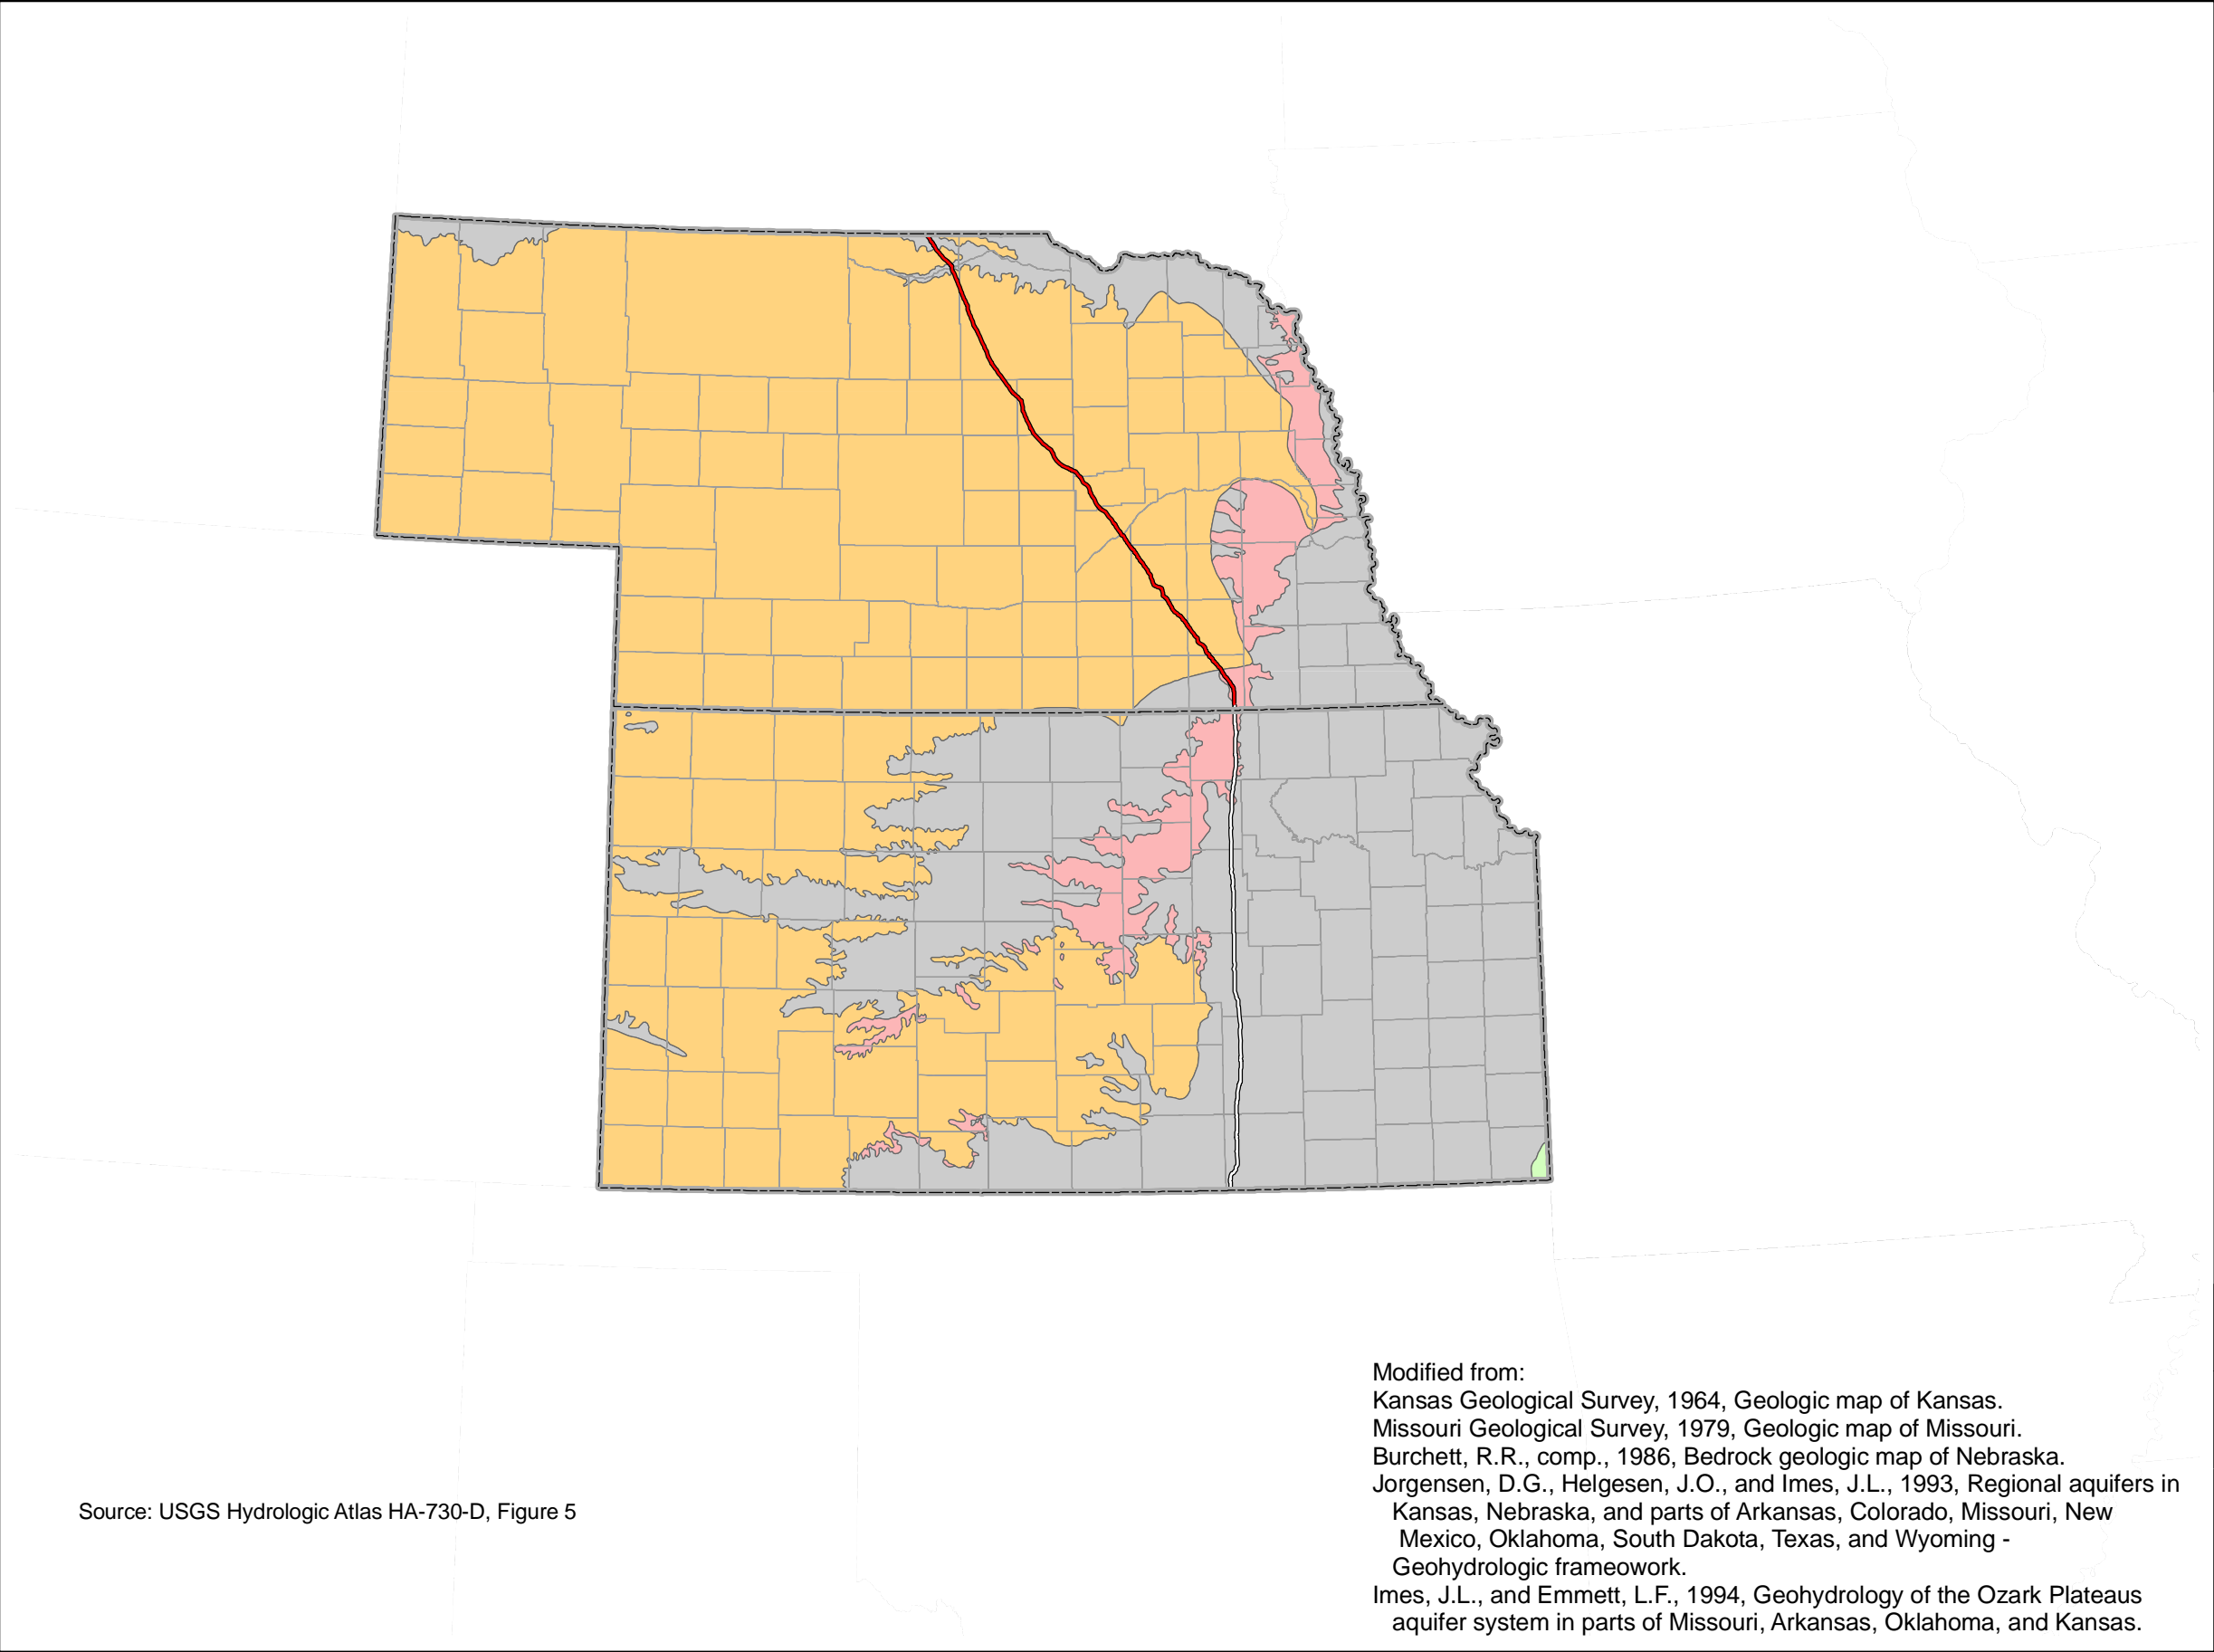 Modified from:
Kansas Geological Survey, 1964, Geologic map of Kansas.
Missouri Geological Survey, 1979, Geologic map of Missouri.
Burchett, R.R., comp., 1986, Bedrock geologic map of Nebraska.
Jorgensen, D.G., Helgesen, J.O., and Imes, J.L., 1993, Regional aquifers in
Kansas, Nebraska, and parts of Arkansas, Colorado, Missouri, New
Mexico, Oklahoma, South Dakota, Texas, and Wyoming -
Geohydrologic frameowork.
Imes, J.L., and Emmett, L.F., 1994, Geohydrology of the Ozark Plateaus
aquifer system in parts of Missouri, Arkansas, Oklahoma, and Kansas.
Source: USGS Hydrologic Atlas HA-730-D, Figure 5